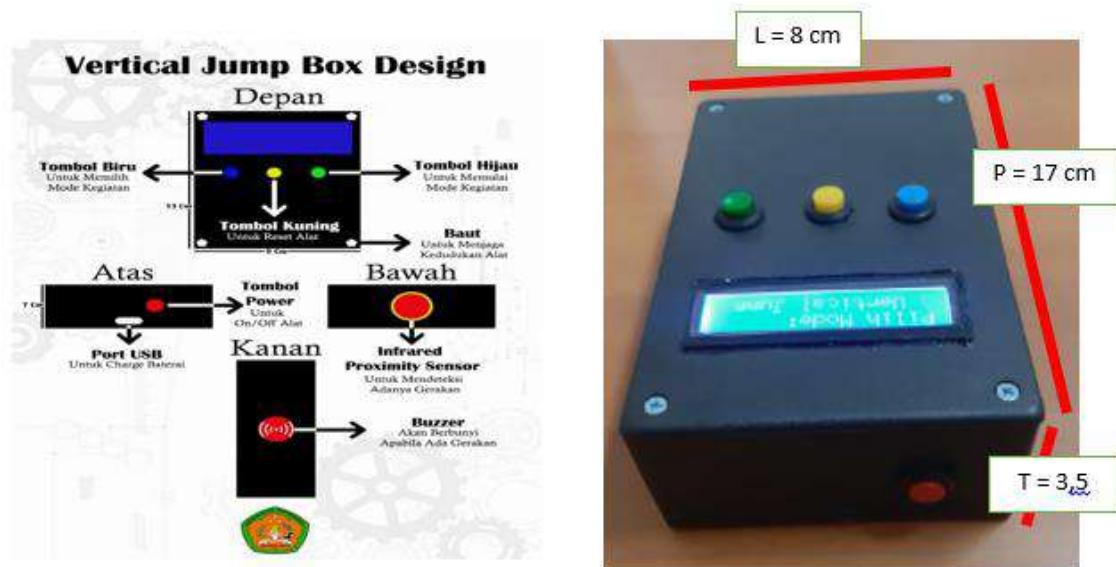 Vertical Jump Box Design
Depan
Tombol Biru
Untuk Memilih
Mode Kegiatan
Tombol Hijau
Untuk Memulai
Mode Kegiatan
Tombol Kuning
Untuk Reset Alat
Baut
Untuk Menjaga
Kedudukan Alat
Atas
7 Cm
Tombol
Power
Untuk
On/Off Alat
Port USB
Untuk Charge Baterai
Bawah
Infrared
Proximity Sensor
Untuk Mendeteksi
Adanya Gerakan
Kanan
Buzzer
Akan Berbunyi
Apabila Ada Gerakan
L = 8 cm
P = 17 cm
T = 3,5
Pilih Mode:
: Vertical Jump